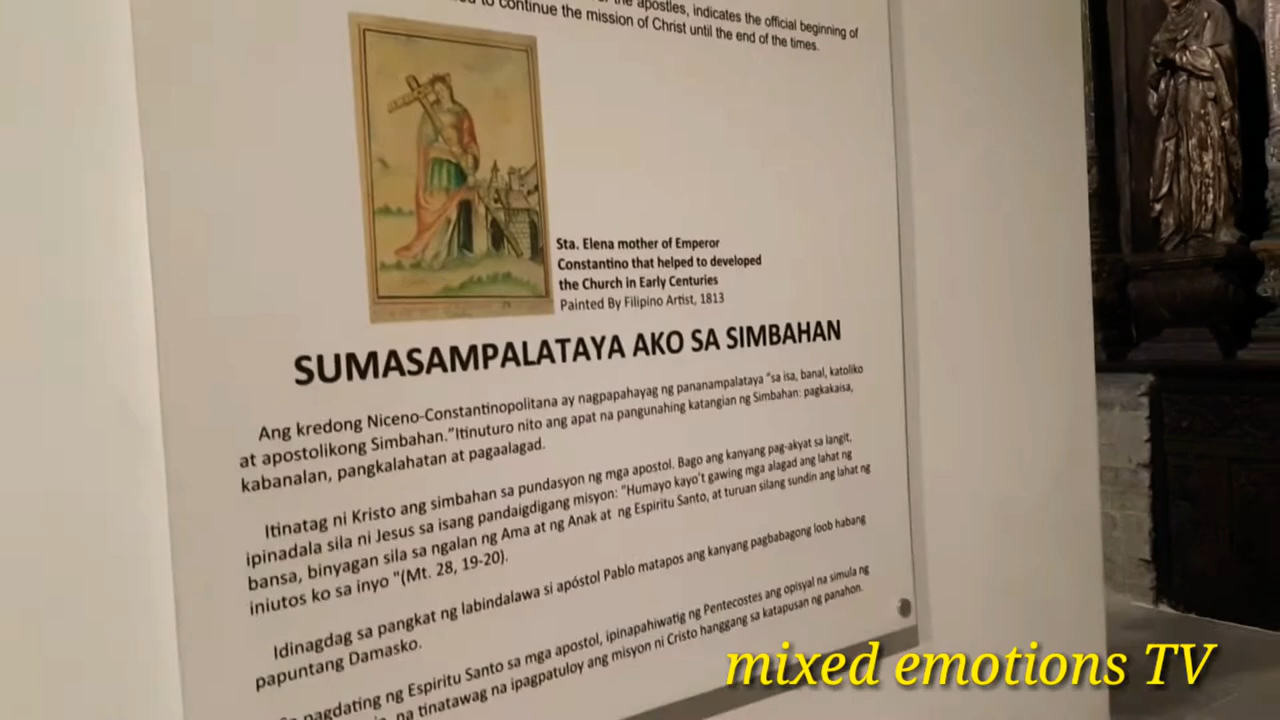 the apostles, indicates the official beginning of
to continue the mission of Christ until the end of the times.
Sta. Elena mother of Emperor
Constantino that helped to developed
the Church in Early Centuries
Painted By Filipino Artist, 1813
SUMASAMPALATAYA AKO SA SIMBAHAN
Ang kredong Niceno-Constantinopolitana ay nagpapahayag ng pananampalataya "sa isa, banal, katoliko
at apostolikong Simbahan."Itinuturo nito ang apat na pangunahing katangian ng Simbahan: pagkakaisa,
kabanalan, pangkalahatan at pagaalagad.
Itinatag ni Kristo ang simbahan sa pundasyon ng mga apostol. Bago ang kanyang pag-akyat sa langit,
ipinadala sila ni Jesus sa isang pandaigdigang misyon: "Humayo kayo't gawing mga alagad ang lahat ng
bansa, binyagan sila sa ngalan ng Ama at ng Anak at ng Espiritu Santo, at turuan silang sundin ang lahat ng
iniutos ko sa inyo "(Mt. 28, 19-20).
Idinagdag sa pangkat ng labindalawa si apóstol Pablo matapos ang kanyang pagbabagong loob habang
papuntang Damasko.
pagdating ng Espiritu Santo sa mga apostol, ipinapahiwatig ng Pentecostes ang opisyal na simula ng
na tinatawag na ipagpatuloy ang misyon ni Cristo hanggang sa katapusan ng panahon.
mixed emotions TV